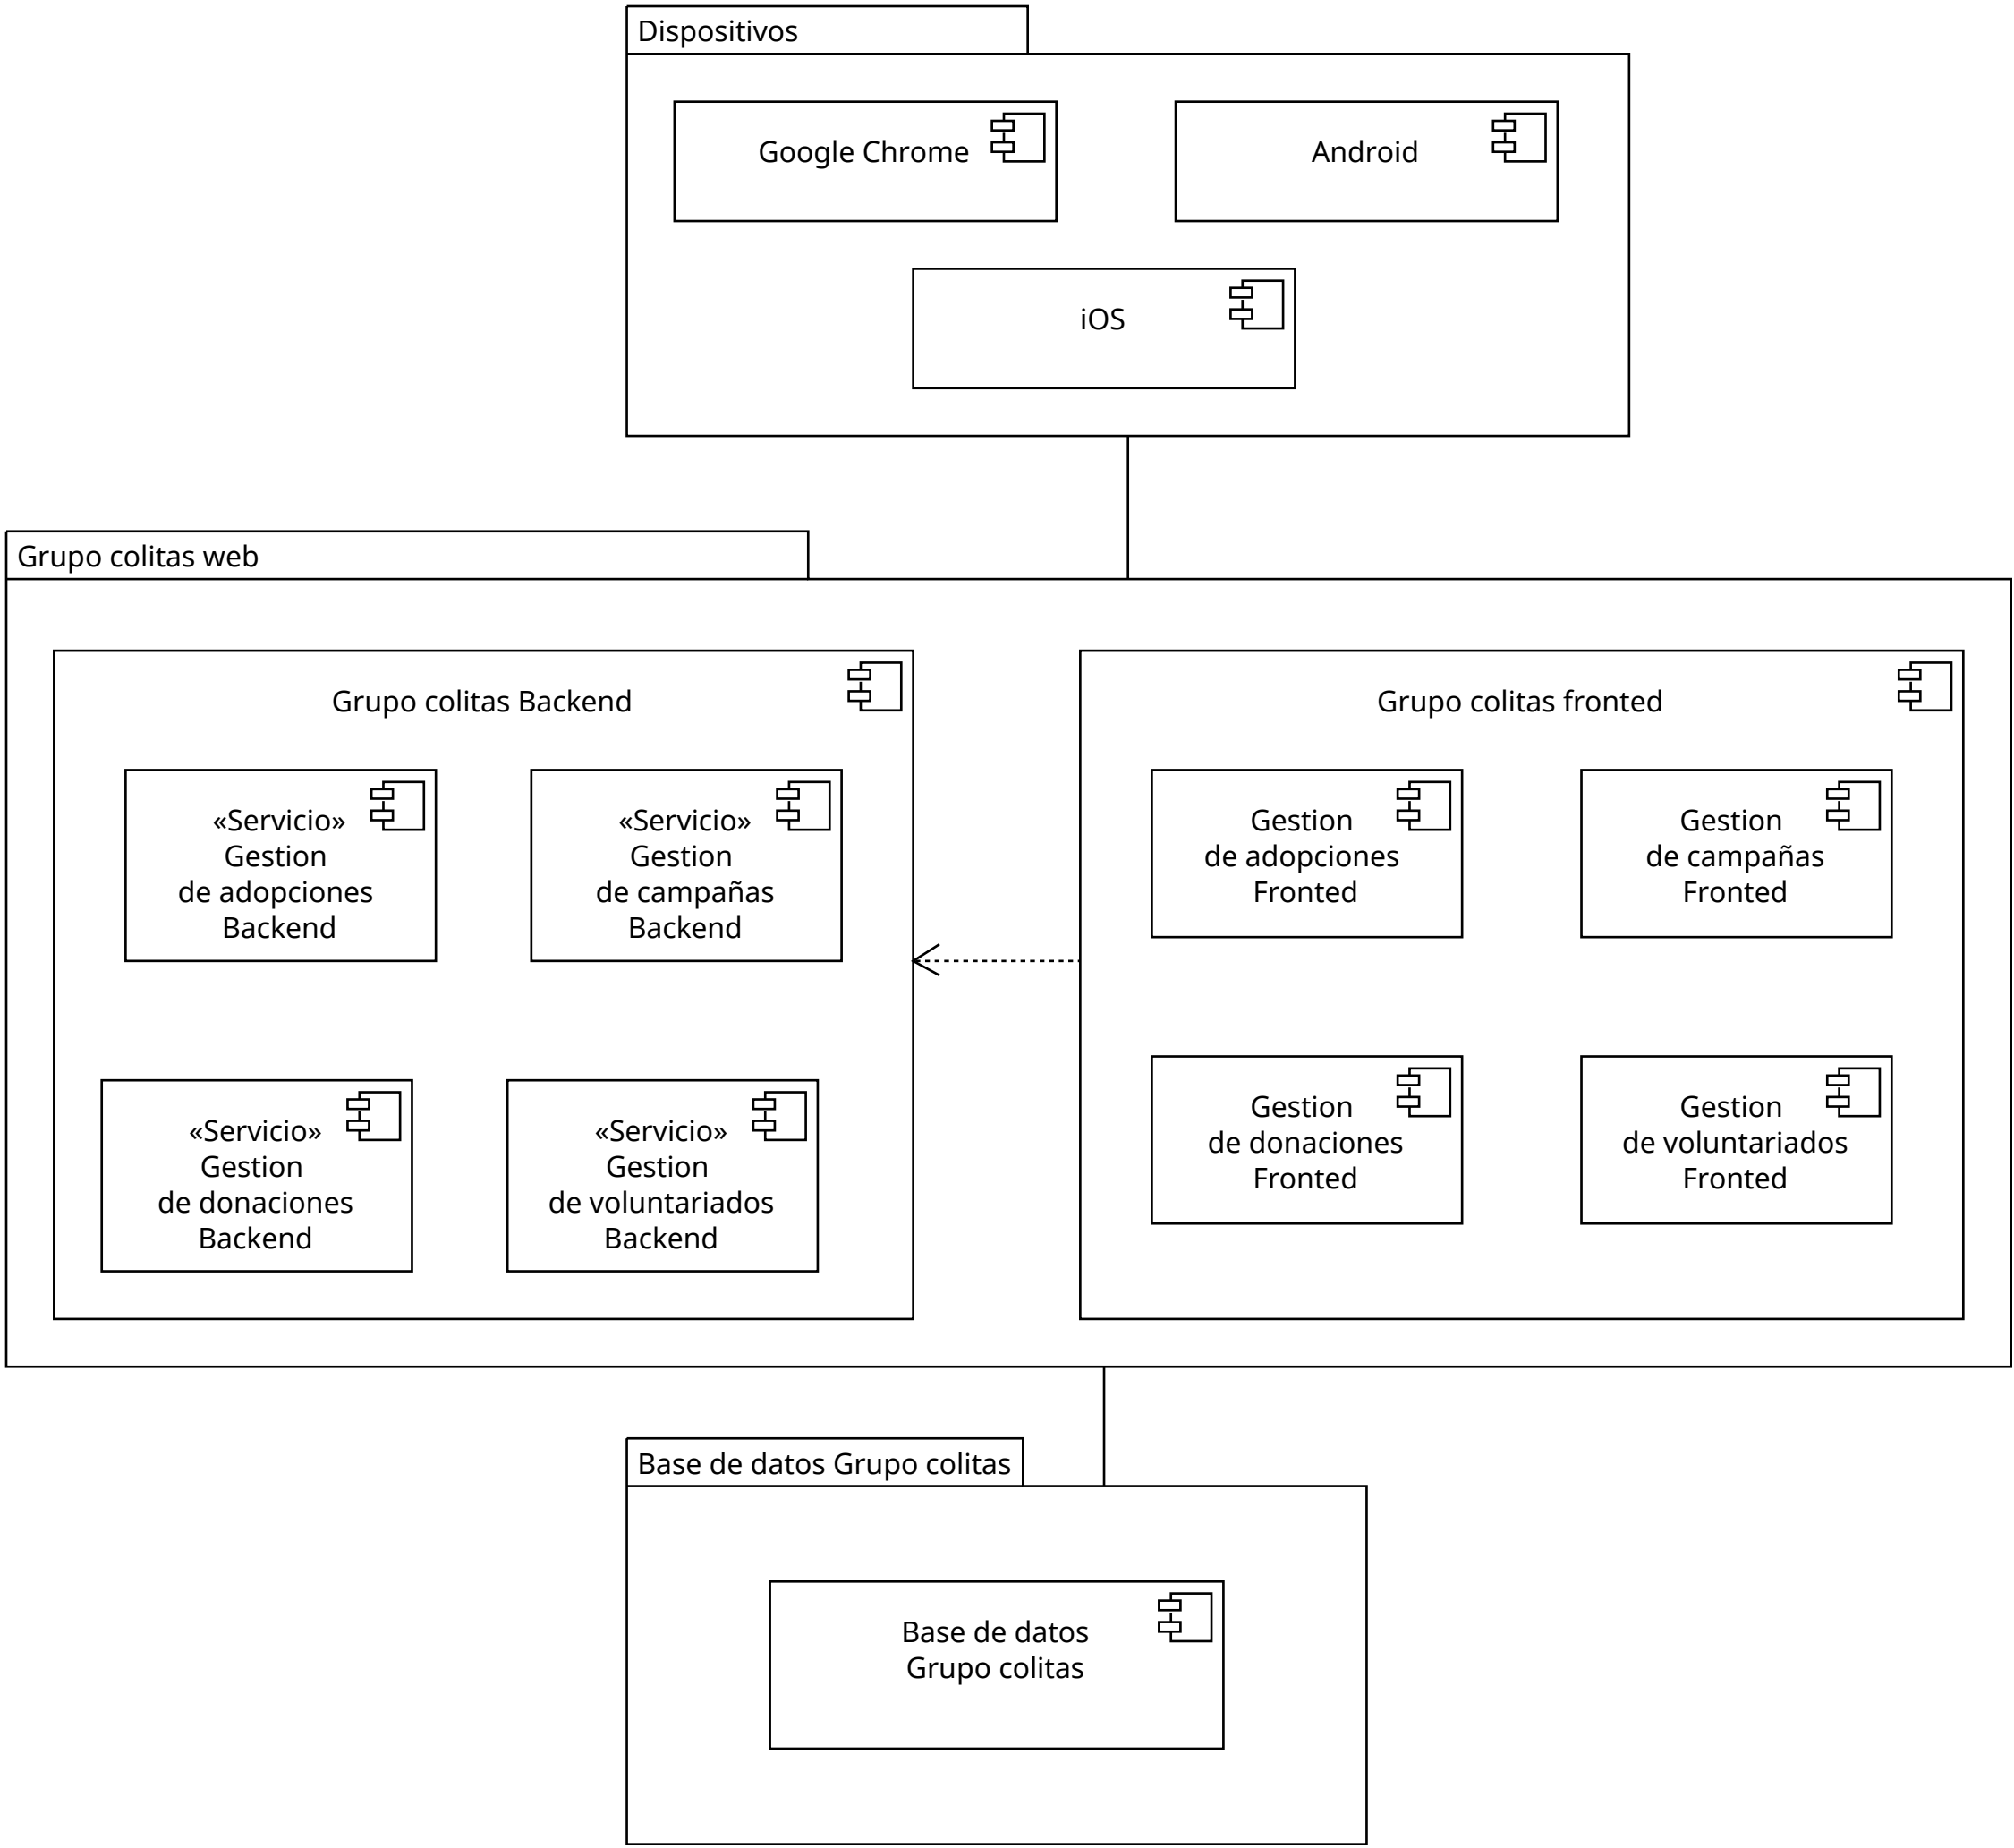 Dispositivos
Google Chrome
Android
iOS
Grupo colitas web
Grupo colitas Backend
«Servicio»
Gestion
de adopciones
Backend
«Servicio»
Gestion
de campañas
Backend
«Servicio»
Gestion
de donaciones
Backend
«Servicio»
Gestion
de voluntariados
Backend
Grupo colitas fronted
Gestion
de adopciones
Fronted
Gestion
de campañas
Fronted
Gestion
de donaciones
Fronted
Gestion
de voluntariados
Fronted
Base de datos Grupo colitas
Base de datos
Grupo colitas